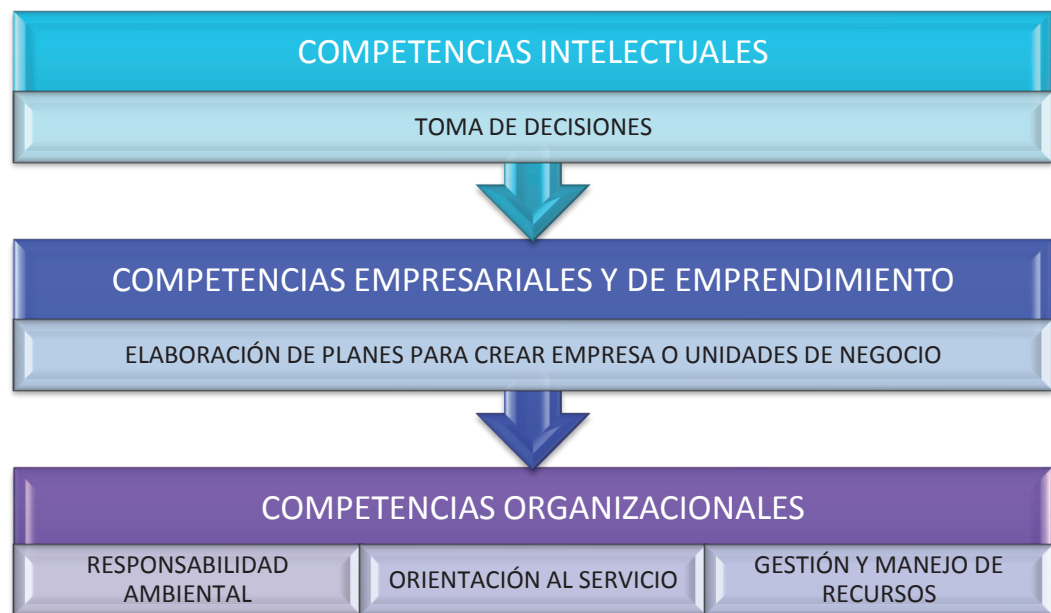 COMPETENCIAS INTELECTUALES
TOMA DE DECISIONES
COMPETENCIAS EMPRESARIALES Y DE EMPRENDIMIENTO
ELABORACIÓN DE PLANES PARA CREAR EMPRESA O UNIDADES DE NEGOCIO
COMPETENCIAS ORGANIZACIONALES
RESPONSABILIDAD
AMBIENTAL
ORIENTACIÓN AL SERVICIO
GESTIÓN Y MANEJO DE
RECURSOS